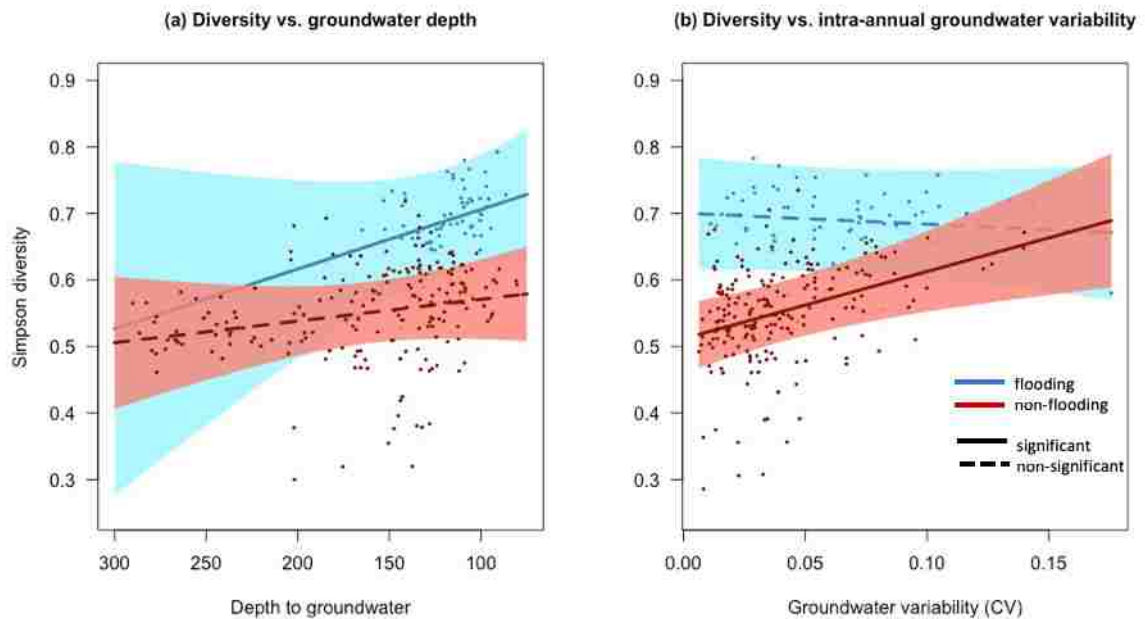 (a) Diversity vs. groundwater depth
(b) Diversity vs. intra-annual groundwater variability
Simpson diversity
0.9
0.8
0.7
0.6
0.5
0.4
0.3
300
250
200
150
100
Depth to groundwater
0.9
0.8
0.7
0.6
0.5
0.4
0.3
flooding
non-flooding
significant
non-significant
0.00
0.05
0.10
0.15
Groundwater variability (CV)